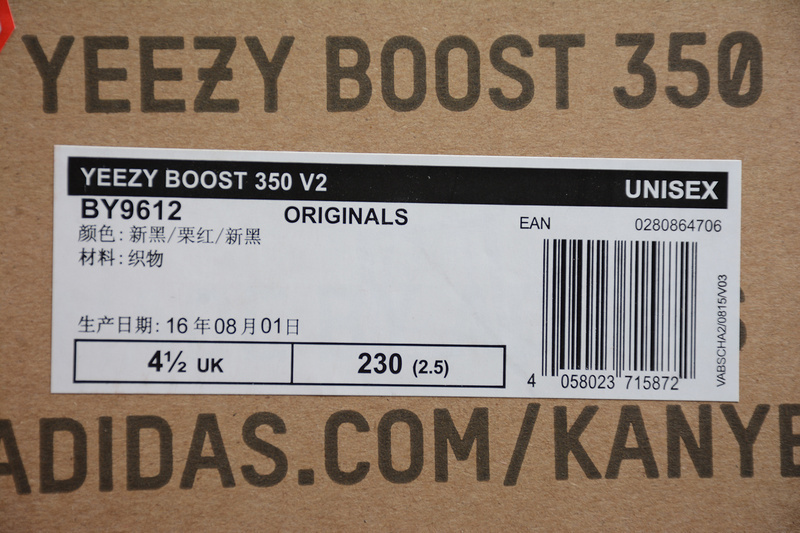 YEEZY BOOST 350
YEEZY BOOST 350 V2
UNISEX
BY9612
ORIGINALS
颜色: 新黑/栗红/新黑
材料: 织物
EAN 0280864706
生产日期: 16 年 08 月 01日
4½ UK
230 (2.5)
4 058023 715872
VABSCHA2/0815/V03
ADIDAS.COM/KANYE